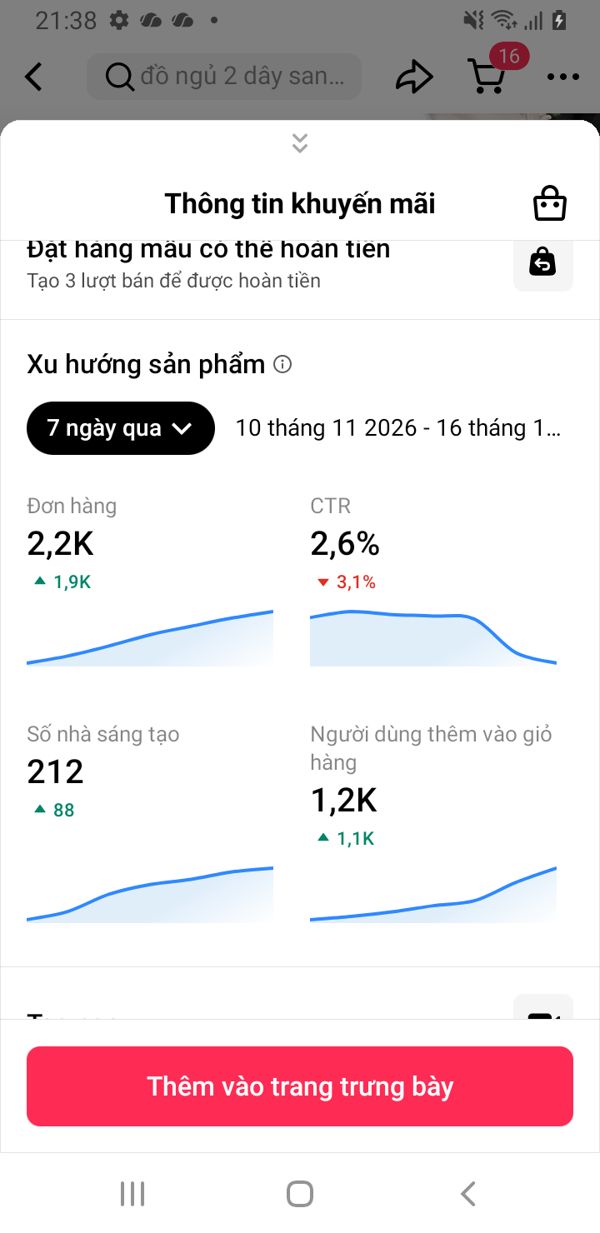 21:38
16
đồ ngủ 2 dây san...
Thông tin khuyến mãi
Đặt hàng mẫu có thể hoàn tiền
Tạo 3 lượt bán để được hoàn tiền
Xu hướng sản phẩm
7 ngày qua
10 tháng 11 2026 - 16 tháng 1...
Đơn hàng
2,2K
1,9K
CTR
2,6%
3,1%
Số nhà sáng tạo
212
88
Người dùng thêm vào giỏ
hàng
1,2K
1,1K
Thêm vào trang trưng bày